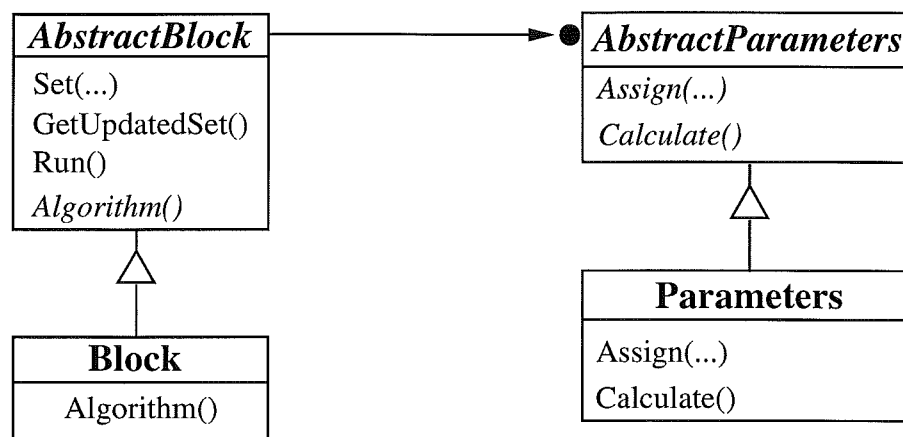 AbstractBlock
Set(...)
GetUpdatedSet()
Run()
Algorithm()
Block
Algorithm()
AbstractParameters
Assign(...)
Calculate()
Parameters
Assign(...)
Calculate()